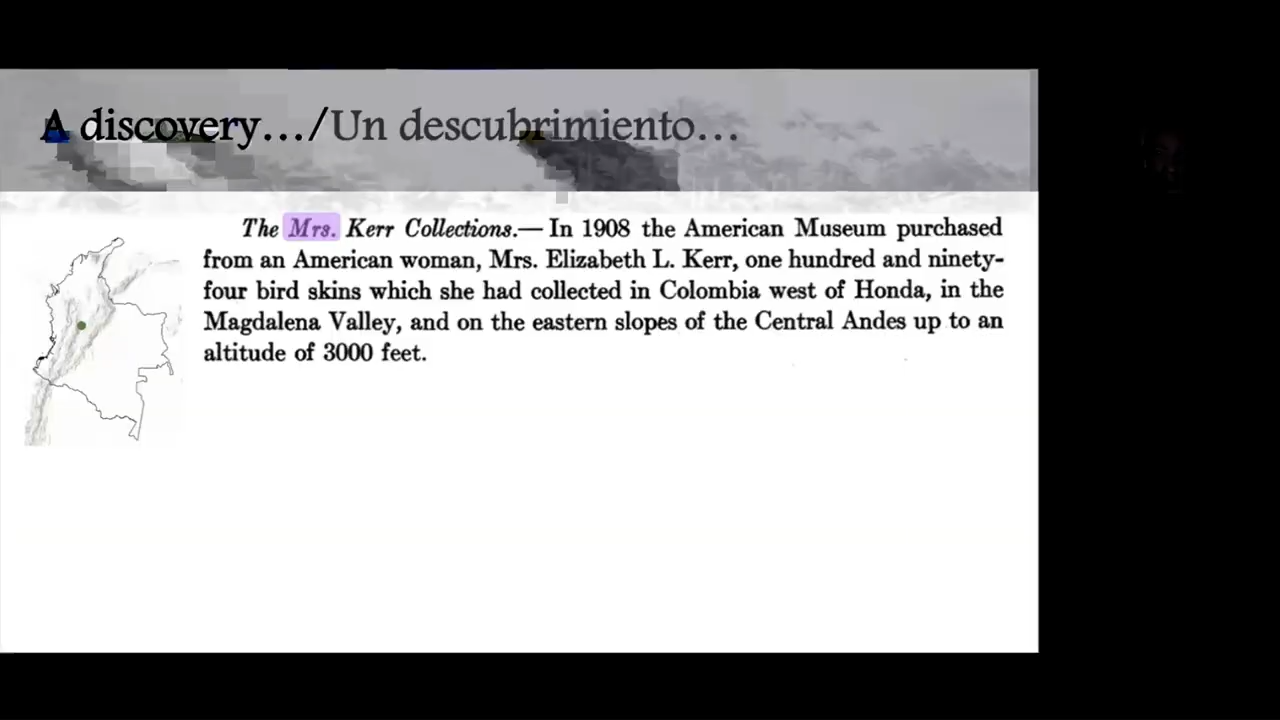 A discovery…/Un descubrimiento…
The Mrs. Kerr Collections.— In 1908 the American Museum purchased
from an American woman, Mrs. Elizabeth L. Kerr, one hundred and ninety-
four bird skins which she had collected in Colombia west of Honda, in the
Magdalena Valley, and on the eastern slopes of the Central Andes up to an
altitude of 3000 feet.